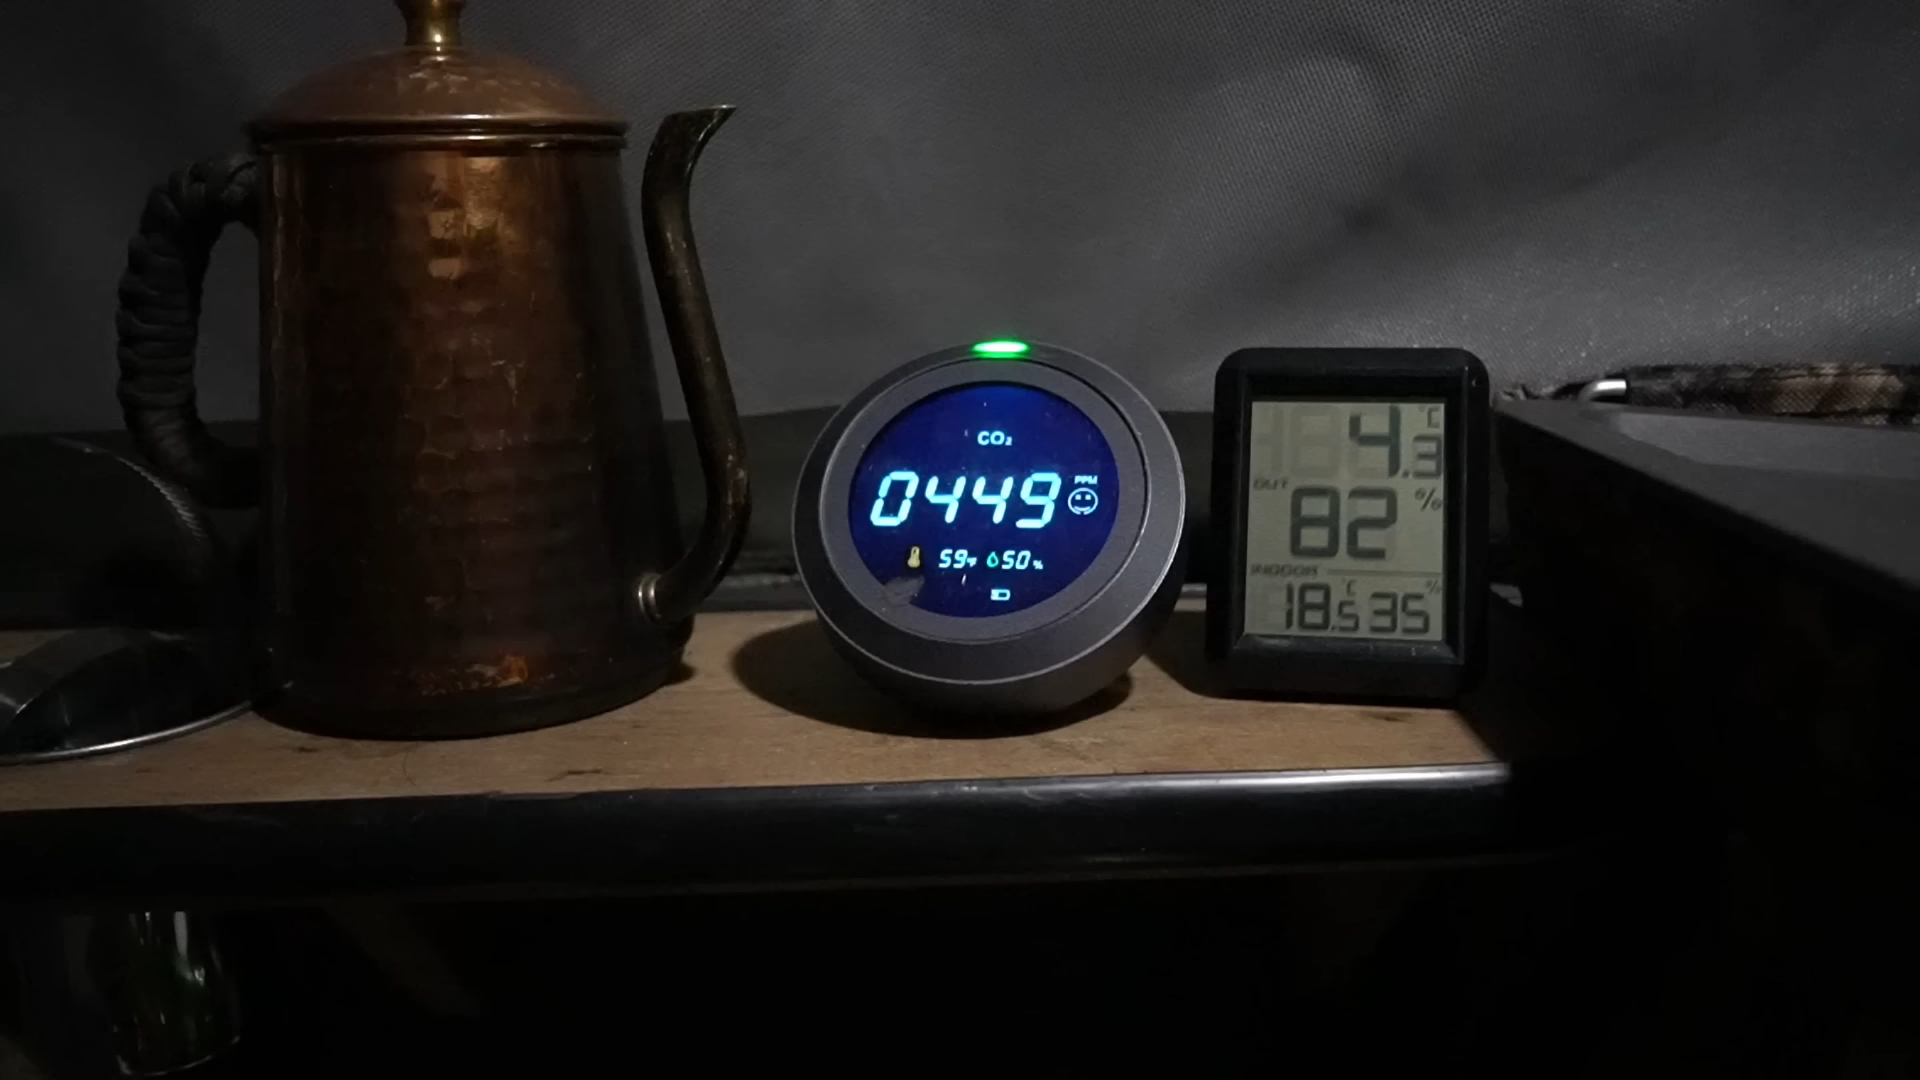 CO₂
0449 PPM
59°F 50%
4.3 °C
OUT
82 %
INDOOR
18.5 °C 35 %